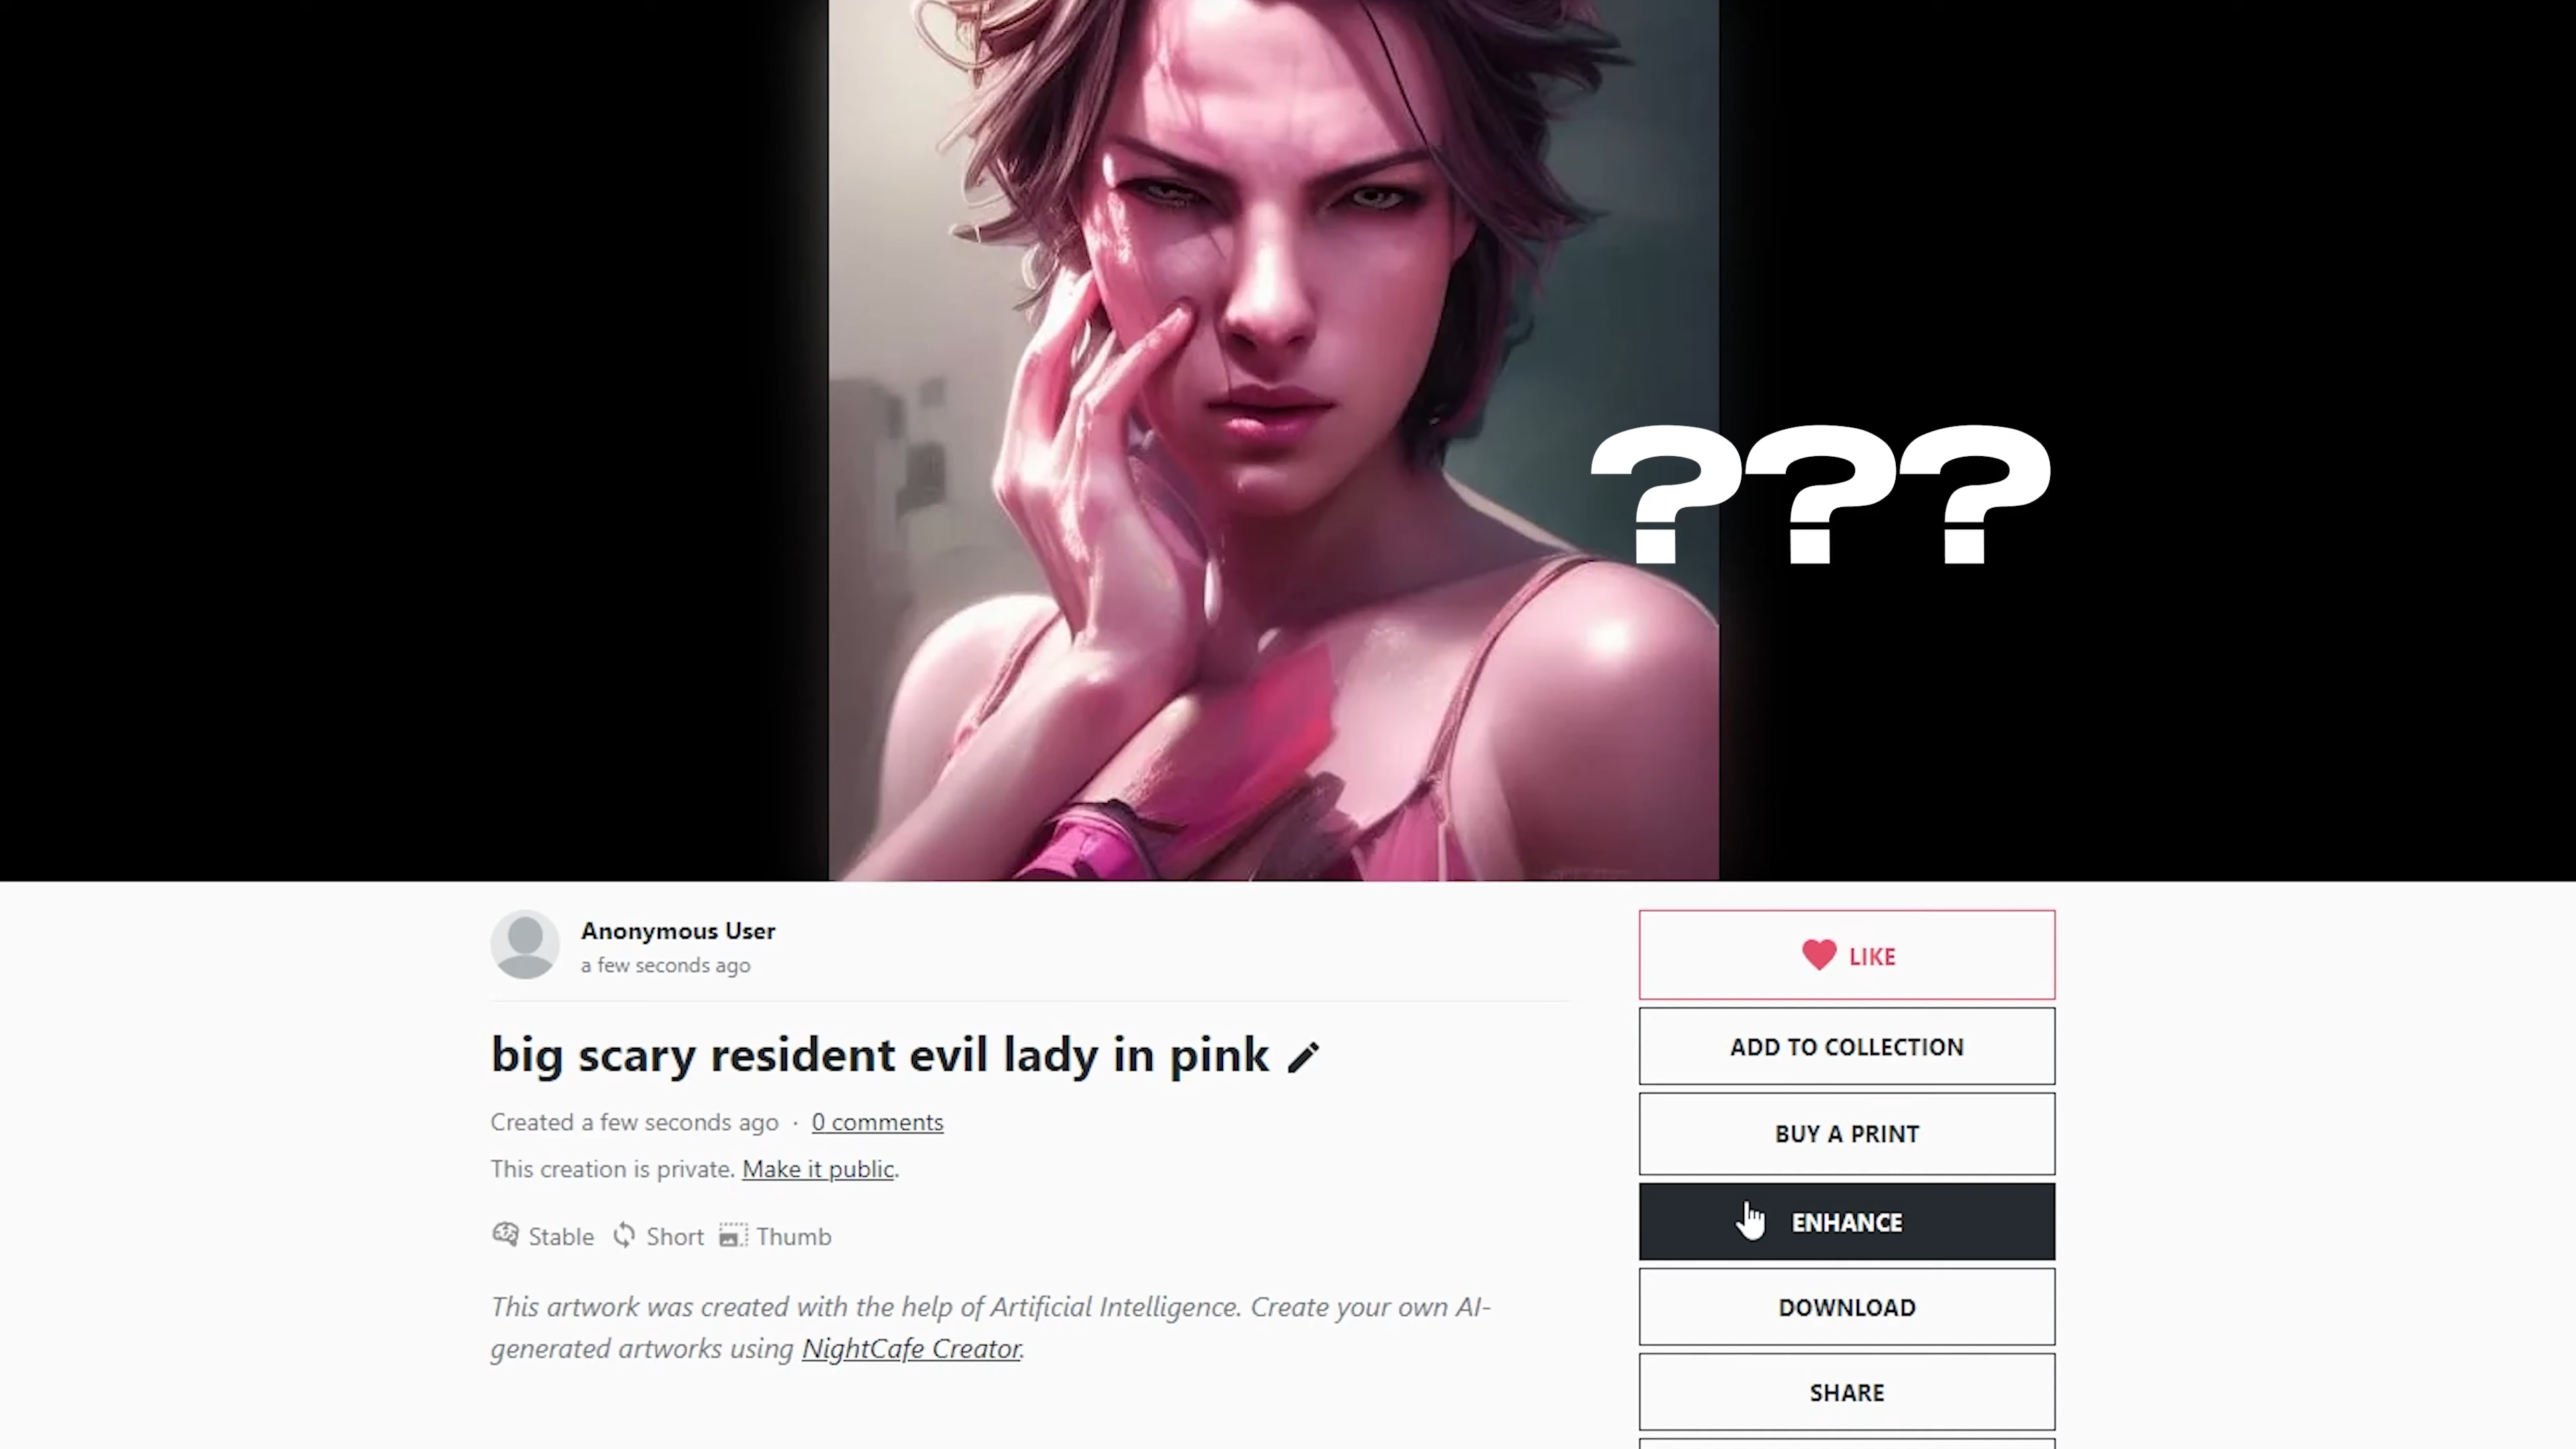 ???
Anonymous User
a few seconds ago
big scary resident evil lady in pink
Created a few seconds ago · 0 comments
This creation is private. Make it public.
Stable Short Thumb
This artwork was created with the help of Artificial Intelligence. Create your own AI-
generated artworks using NightCafe Creator.
LIKE
ADD TO COLLECTION
BUY A PRINT
ENHANCE
DOWNLOAD
SHARE